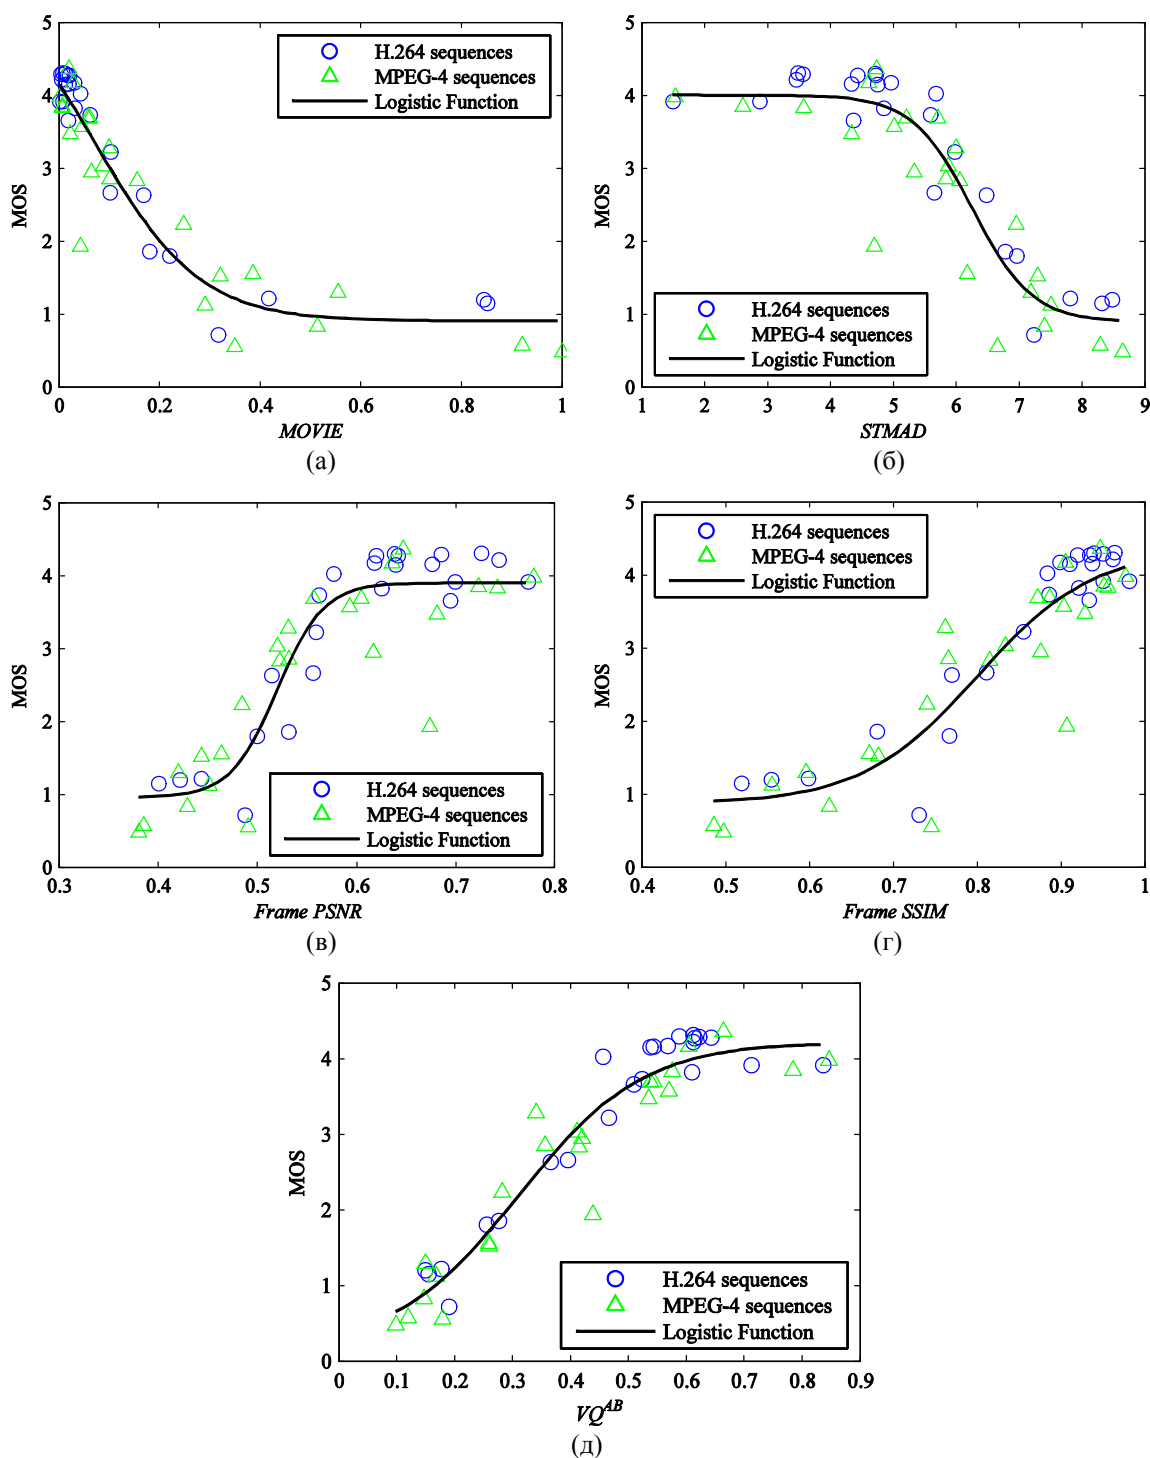 5
4
3
2
1
0
MOS
H.264 sequences
MPEG-4 sequences
Logistic Function
0 0.2 0.4 0.6 0.8 1
MOVIE
(а)
5
4
3
2
1
0
MOS
H.264 sequences
MPEG-4 sequences
Logistic Function
1 2 3 4 5 6 7 8 9
STMAD
(б)
5
4
3
2
1
0
MOS
H.264 sequences
MPEG-4 sequences
Logistic Function
0.3 0.4 0.5 0.6 0.7 0.8
Frame PSNR
(в)
5
4
3
2
1
0
MOS
H.264 sequences
MPEG-4 sequences
Logistic Function
0.4 0.5 0.6 0.7 0.8 0.9 1
Frame SSIM
(г)
5
4
3
2
1
0
MOS
H.264 sequences
MPEG-4 sequences
Logistic Function
0 0.1 0.2 0.3 0.4 0.5 0.6 0.7 0.8 0.9
VQ^AB
(д)